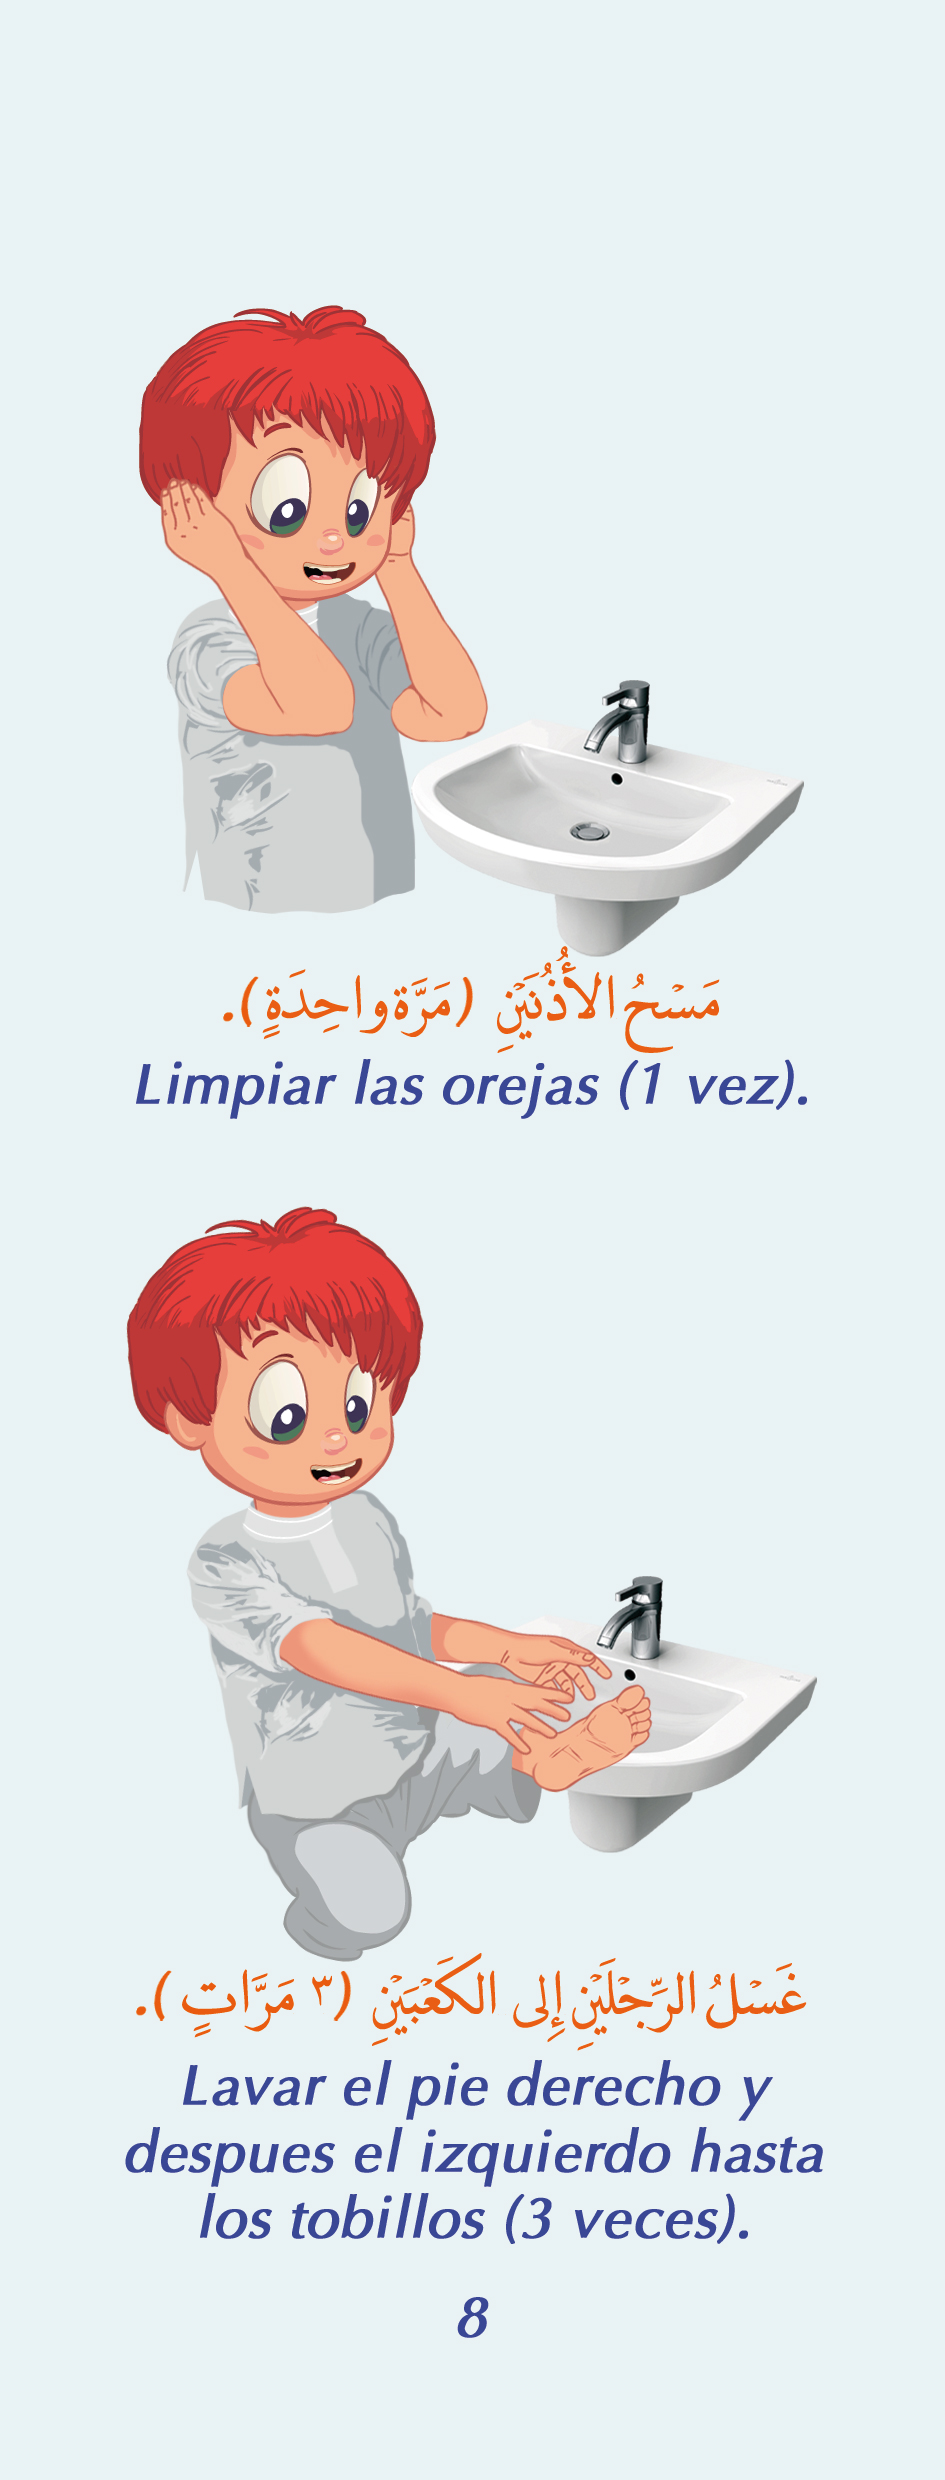 مَسْحُ الأُذُنَيْنِ (مَرَّة واحِدَةٍ).
Limpiar las orejas (1 vez).
غَسْلُ الرِّجْلَيْنِ إِلى الكَعْبَيْنِ (٣ مَرَّاتٍ).
Lavar el pie derecho y
despues el izquierdo hasta
los tobillos (3 veces).
8